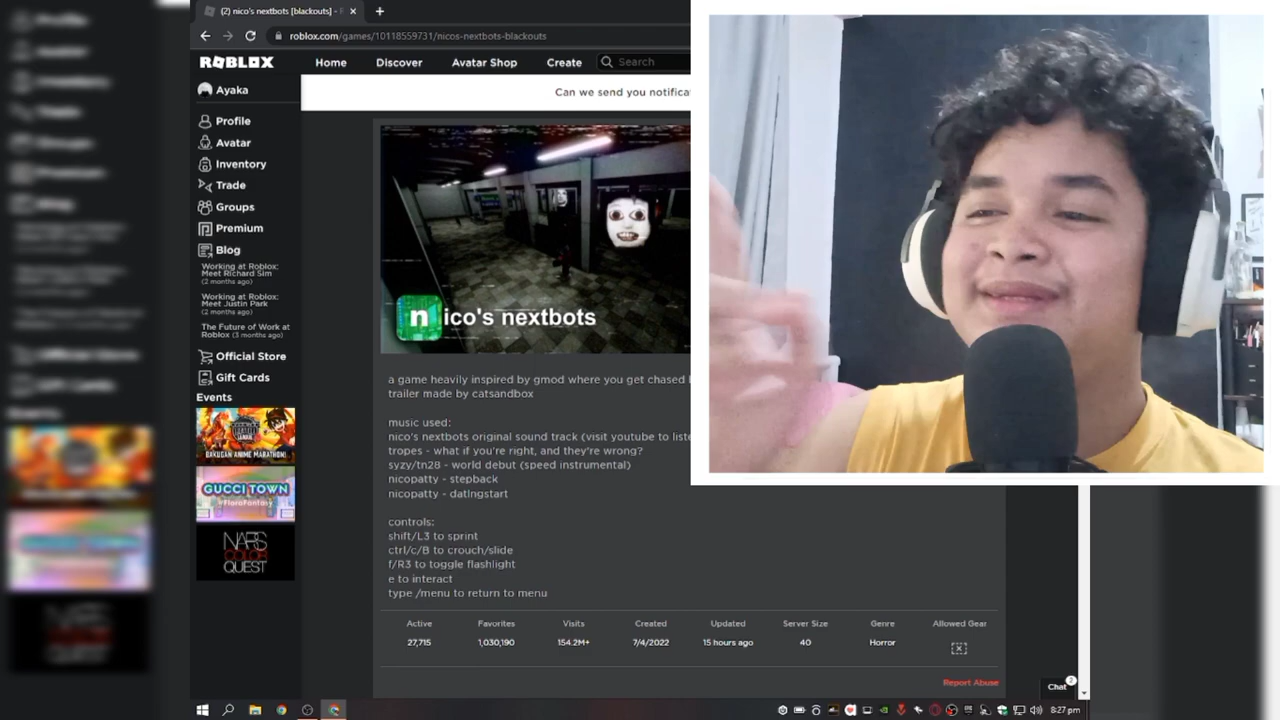 (2) nico's nextbots [blackouts] -
roblox.com/games/10118559731/nicos-nextbots-blackouts
ROBLOX
Home
Discover
Avatar Shop
Create
Search
Can we send you notificat
Ayaka
Profile
Avatar
Inventory
Trade
Groups
Premium
Blog
Working at Roblox:
Meet Richard Sim
(2 months ago)
Working at Roblox:
Meet Justin Park
(2 months ago)
The Future of Work at
Roblox (3 months ago)
Official Store
Gift Cards
Events
BAKUGAN ANIME MARATHON!
GUCCI TOWN
#FloraFantasy
NARS
COLOR
QUEST
nico's nextbots
a game heavily inspired by gmod where you get chased
trailer made by catsandbox
music used:
nico's nextbots original sound track (visit youtube to liste
tropes - what if you're right, and they're wrong?
syzy/tn28 - world debut (speed instrumental)
nicopatty - stepback
nicopatty - datingstart
controls:
shift/L3 to sprint
ctrl/c/B to crouch/slide
f/R3 to toggle flashlight
e to interact
type /menu to return to menu
Active
Favorites
Visits
Created
Updated
Server Size
Genre
Allowed Gear
27,715
1,030,190
154.2M+
7/4/2022
15 hours ago
40
Horror
Report Abuse
Chat
2
8:27 pm